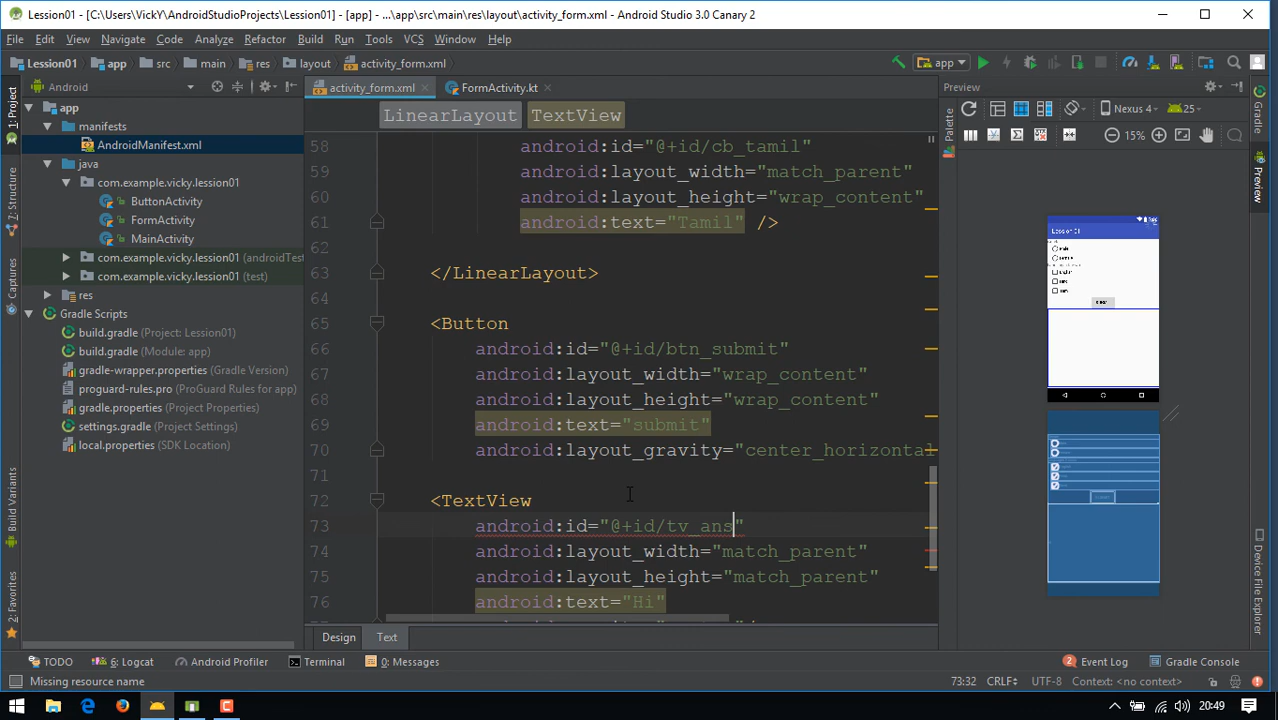 Lession01 - [C:\Users\VickY\AndroidStudioProjects\Lession01] - [app] - ...\app\src\main\res\layout\activity_form.xml - Android Studio 3.0 Canary 2
File Edit View Navigate Code Analyze Refactor Build Run Tools VCS Window Help
Lession01 app src main res layout activity_form.xml app
Android
activity_form.xml FormActivity.kt
Preview
LinearLayout TextView
Nexus 4 25
15%
1: Project
Z: Structure
Captures
Build Variants
2: Favorites
app
manifests
AndroidManifest.xml
java
com.example.vicky.lession01
ButtonActivity
FormActivity
MainActivity
com.example.vicky.lession01 (androidTes
com.example.vicky.lession01 (test)
res
Gradle Scripts
build.gradle (Project: Lession01)
build.gradle (Module: app)
gradle-wrapper.properties (Gradle Version)
proguard-rules.pro (ProGuard Rules for app)
gradle.properties (Project Properties)
settings.gradle (Project Settings)
local.properties (SDK Location)
58 android:id="@+id/cb_tamil"
59 android:layout_width="match_parent"
60 android:layout_height="wrap_content"
61 android:text="Tamil" />
62
63 </LinearLayout>
64
65 <Button
66 android:id="@+id/btn_submit"
67 android:layout_width="wrap_content"
68 android:layout_height="wrap_content"
69 android:text="submit"
70 android:layout_gravity="center_horizontal
71
72 <TextView
73 android:id="@+id/tv_ans"
74 android:layout_width="match_parent"
75 android:layout_height="match_parent"
76 android:text="Hi"
Palette
Gradle
Preview
Device File Explorer
Lession 01
Design Text
TODO 6: Logcat Android Profiler Terminal 0: Messages 2 Event Log Gradle Console
Missing resource name 73:32 CRLF UTF-8 Context: <no context>
20:49